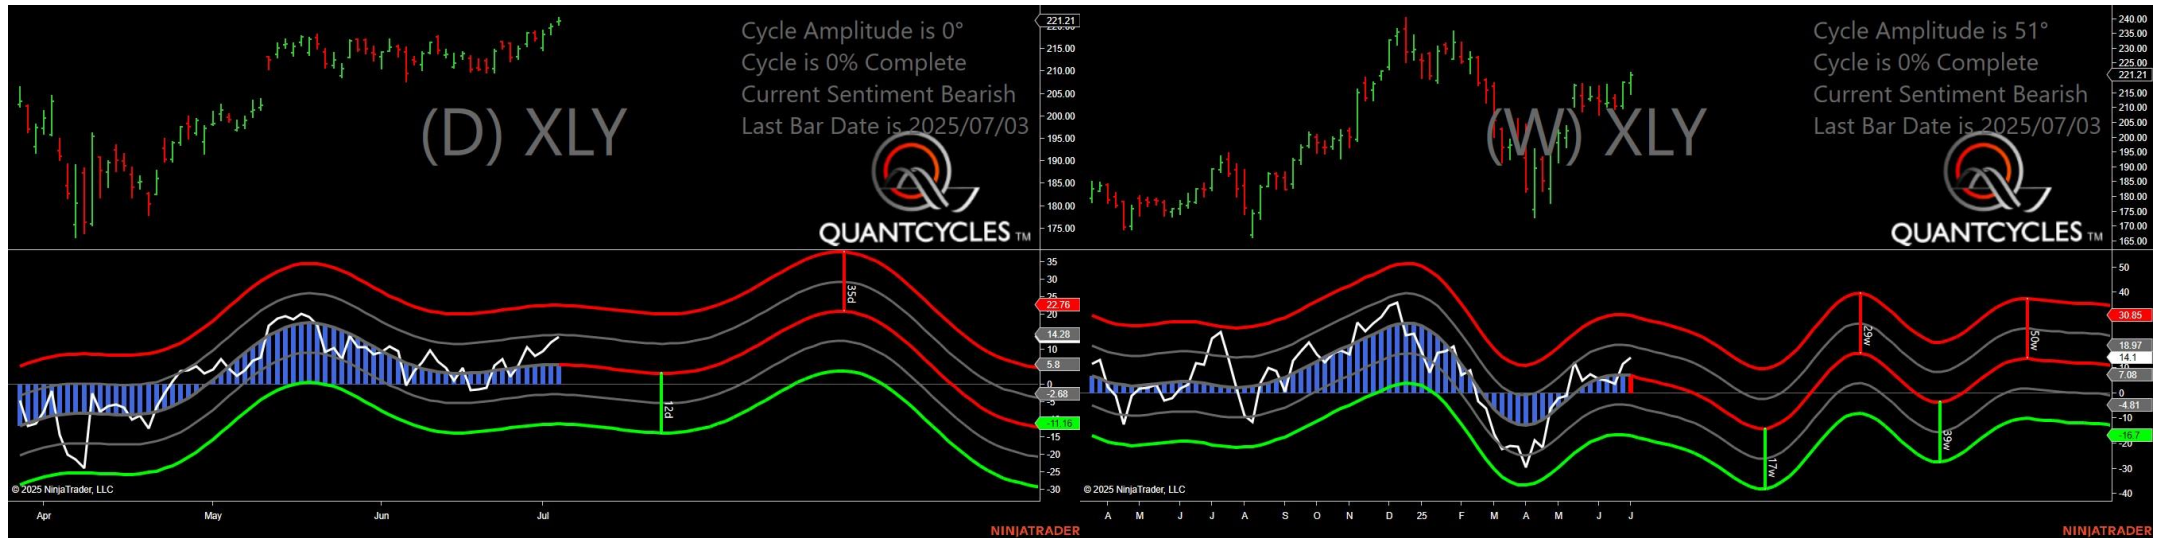 Cycle Amplitude is 0°
Cycle is 0% Complete
Current Sentiment Bearish
Last Bar Date is 2025/07/03
(D) XLY
QUANTCYCLES TM
221.21
215.00
210.00
205.00
200.00
195.00
190.00
185.00
180.00
175.00
35d
12d
35
30
25
22.76
20
14.28
10
5.8
0
-2.68
-5
-11.16
-15
-20
-25
-30
© 2025 NinjaTrader, LLC
Apr May Jun Jul
NINJATRADER
Cycle Amplitude is 51°
Cycle is 0% Complete
Current Sentiment Bearish
Last Bar Date is 2025/07/03
(W) XLY
QUANTCYCLES TM
240.00
235.00
230.00
225.00
221.21
215.00
210.00
205.00
200.00
195.00
190.00
185.00
180.00
175.00
170.00
165.00
29w
50w
17w
39w
50
40
30.85
18.97
14.1
7.08
0
-4.81
-10
-16.7
-20
-30
-40
© 2025 NinjaTrader, LLC
A M J J A S O N D 25 F M A M J J
NINJATRADER